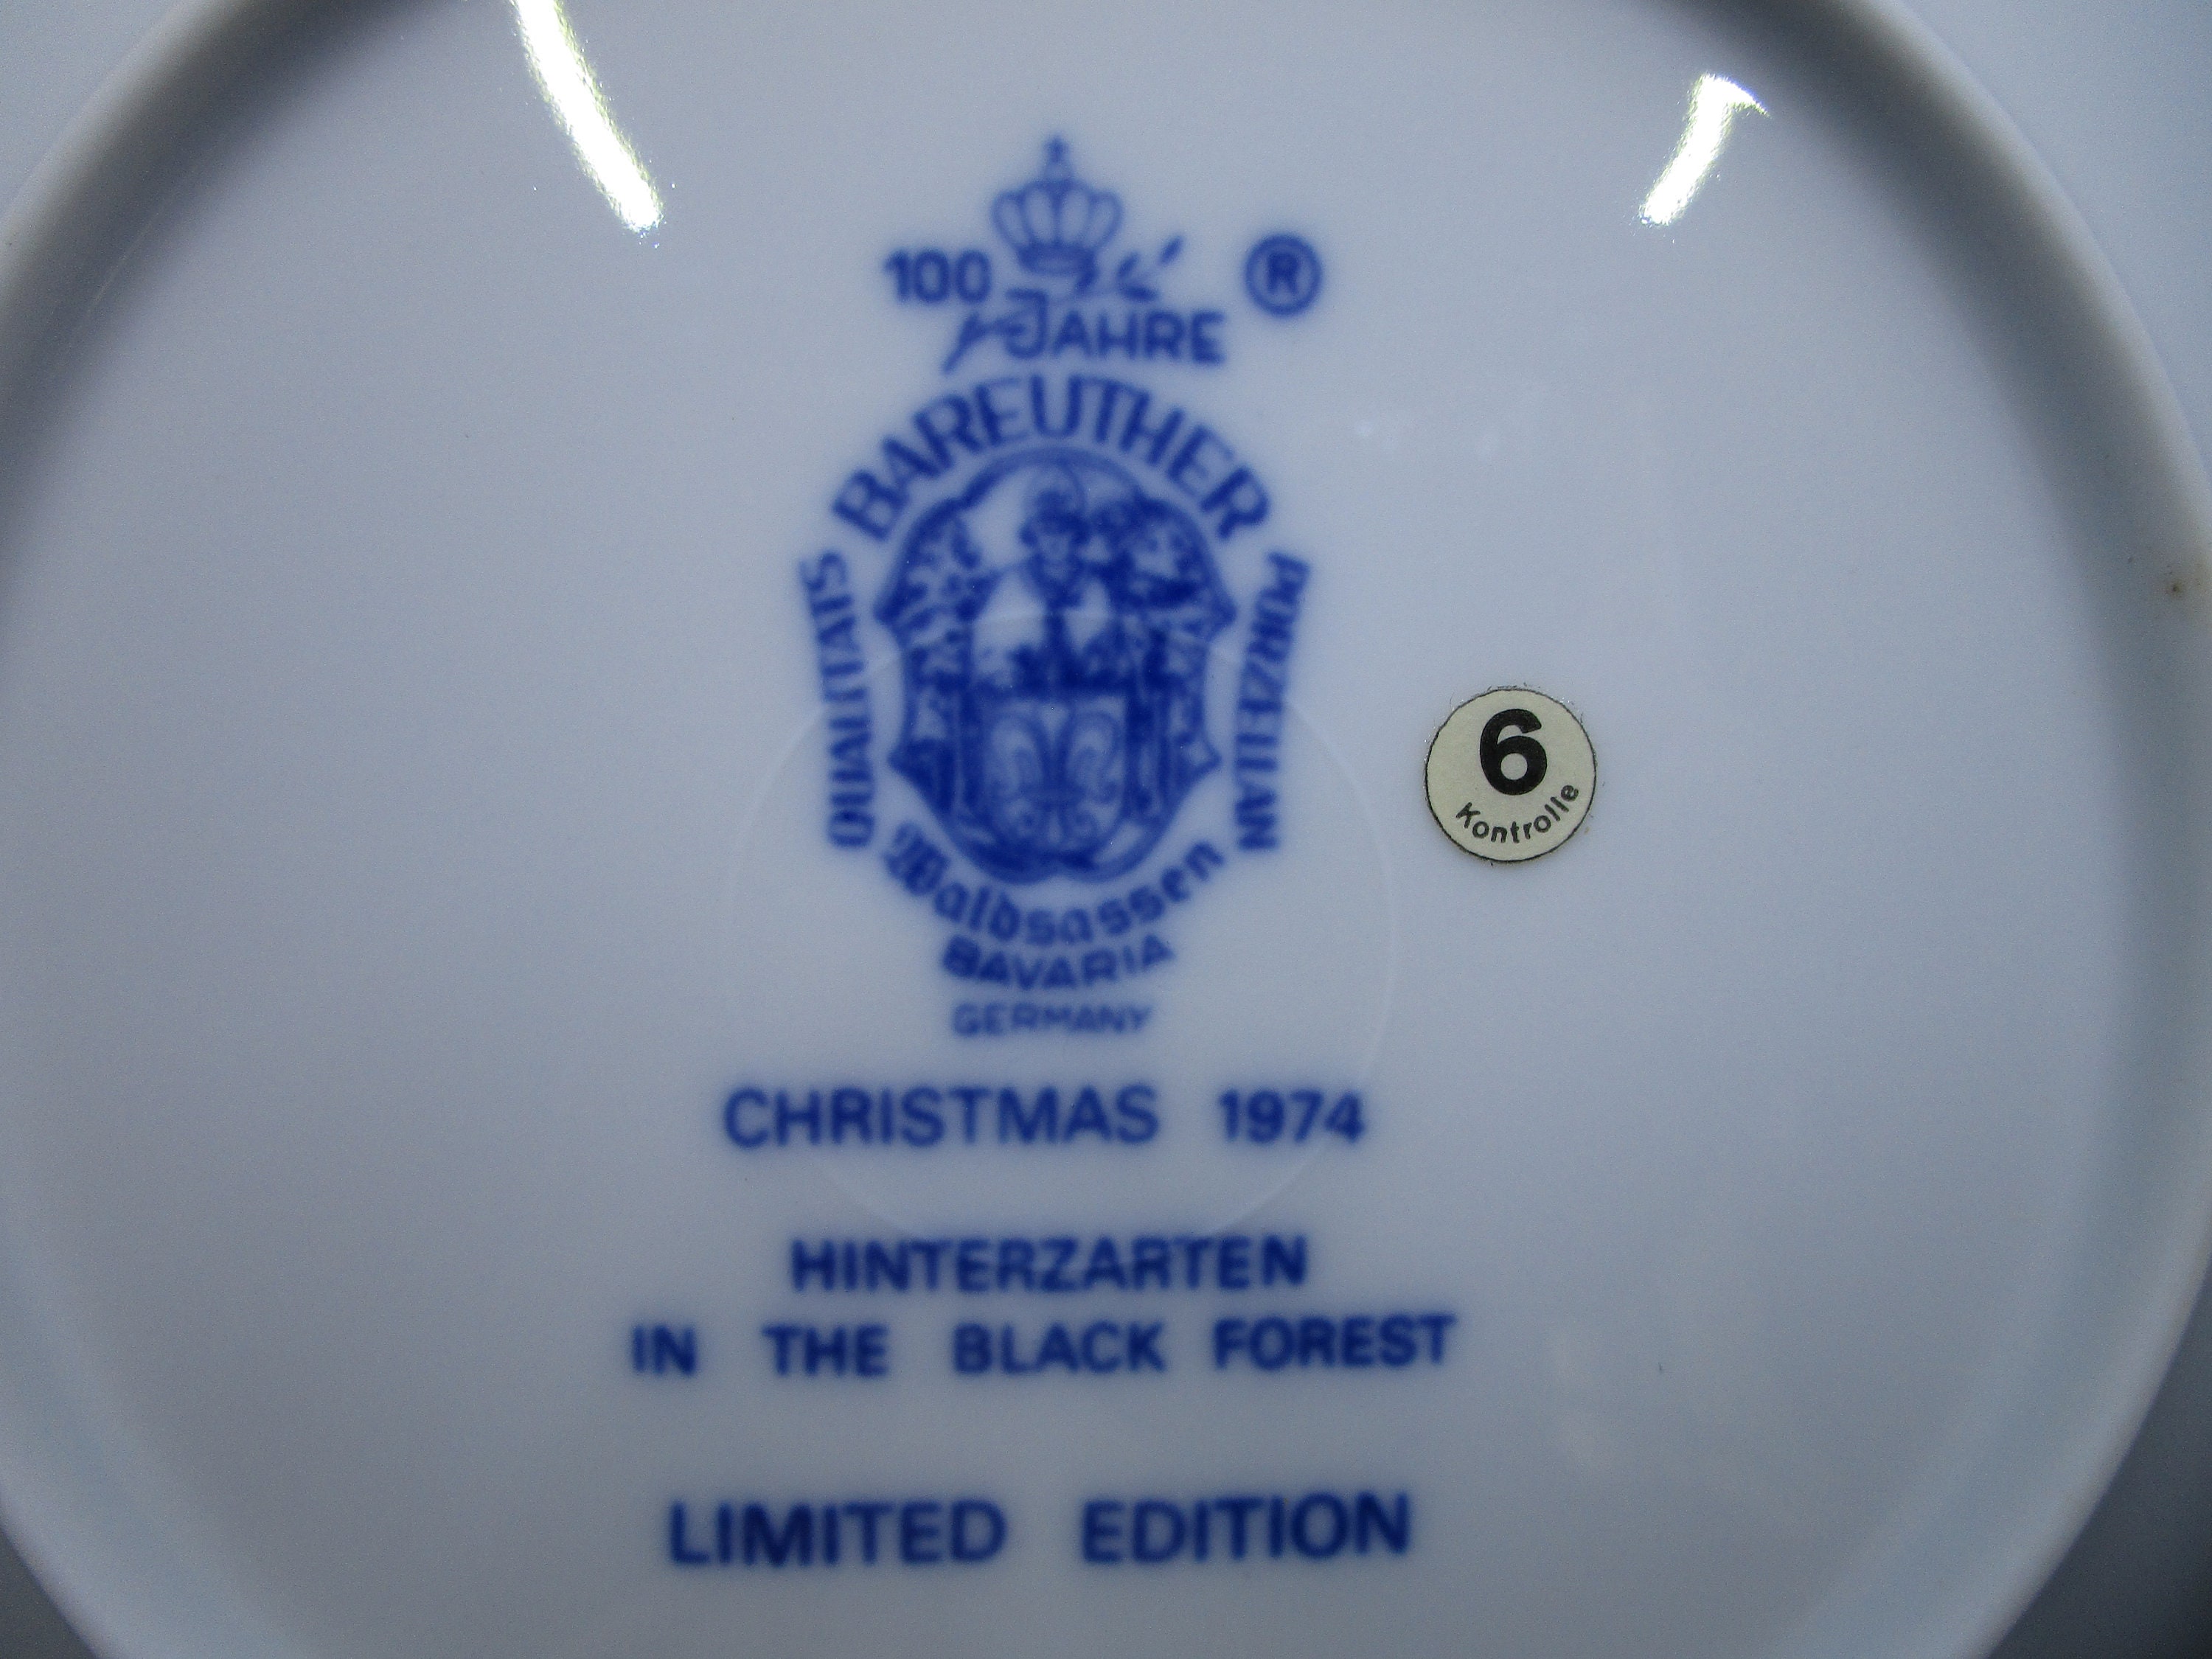 100 ®
JAHRE
BAREUTHER
QUALITÄTS
PORZELLAN
Waldsassen
BAVARIA
GERMANY
6
Kontrolle
CHRISTMAS 1974
HINTERZARTEN
IN THE BLACK FOREST
LIMITED EDITION